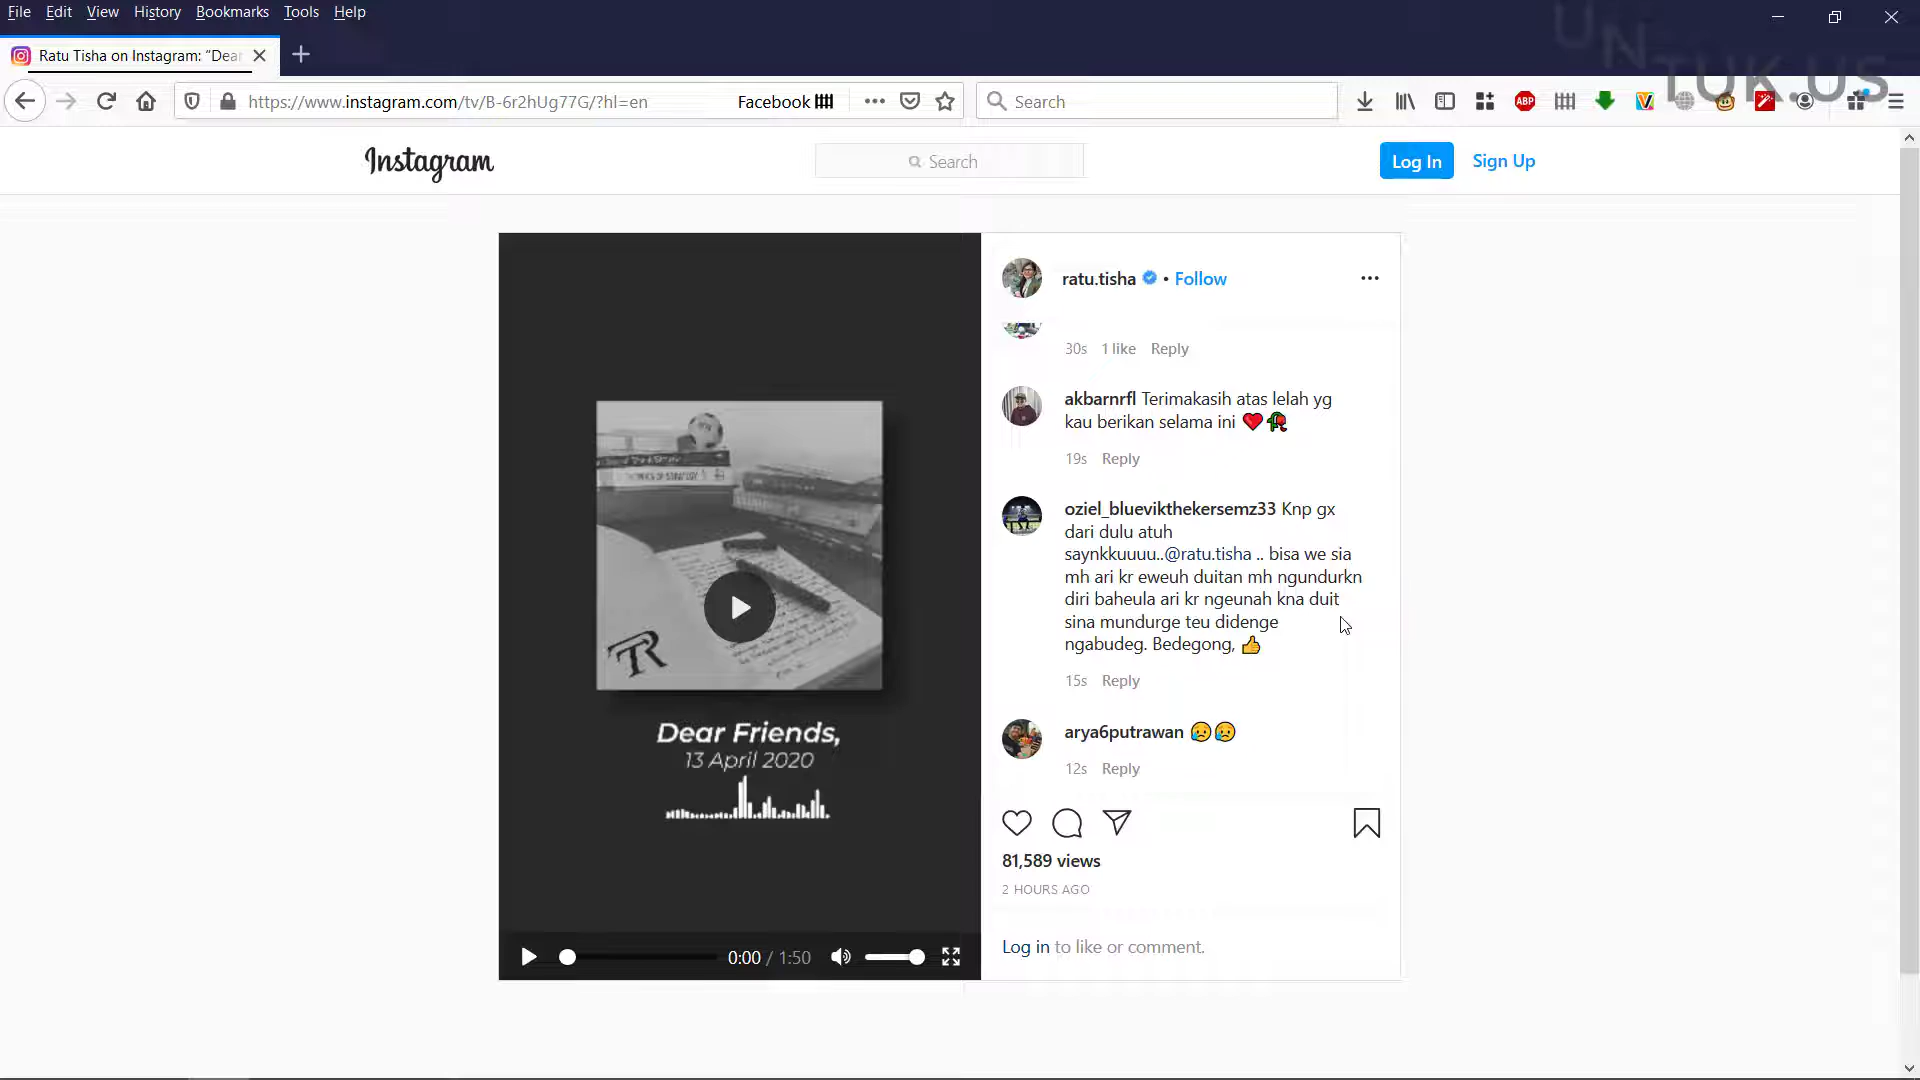 File Edit View History Bookmarks Tools Help
UNTUK.US
Ratu Tisha on Instagram: “Dear
https://www.instagram.com/tv/B-6r2hUg77G/?hl=en
Facebook
Search
ABP
Instagram
Search
Log In
Sign Up
ratu.tisha • Follow
30s 1 like Reply
akbarnrfl Terimakasih atas lelah yg
kau berikan selama ini ❤️🥀
19s Reply
oziel_bluevikthekersemz33 Knp gx
dari dulu atuh
saynkkuuuu..@ratu.tisha .. bisa we sia
mh ari kr eweuh duitan mh ngundurkn
diri baheula ari kr ngeunah kna duit
sina mundurge teu didenge
ngabudeg. Bedegong, 👍
15s Reply
arya6putrawan 😥😥
12s Reply
TR
Dear Friends,
13 April 2020
81,589 views
2 HOURS AGO
Log in to like or comment.
0:00 / 1:50